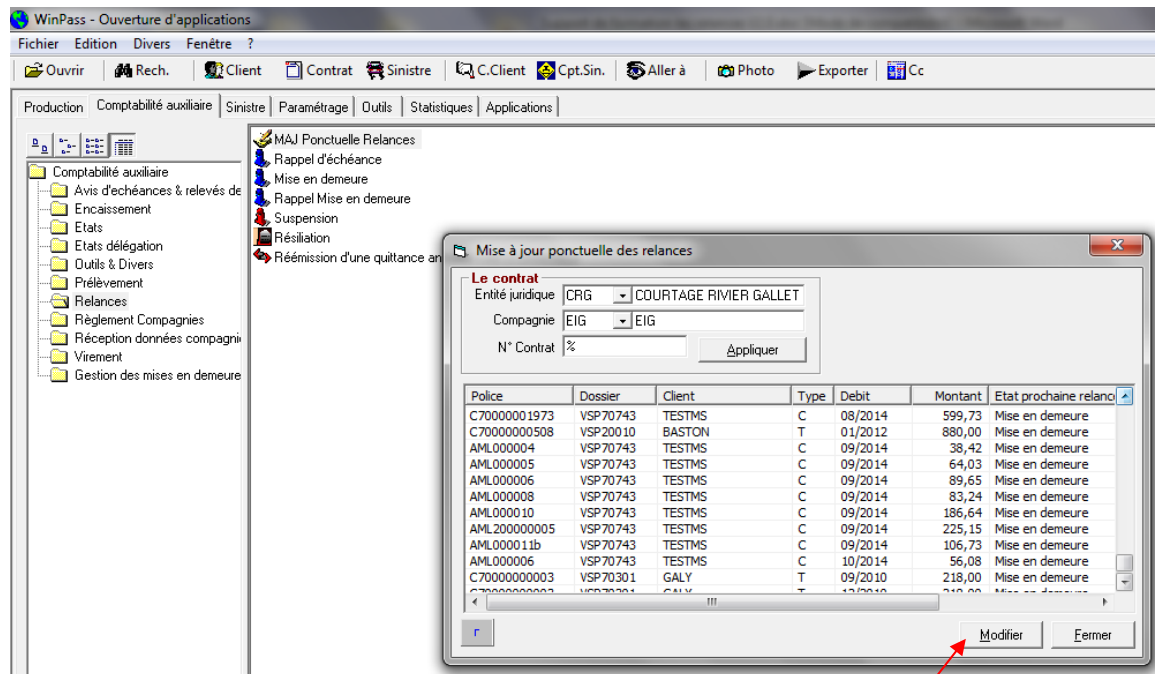 WinPass - Ouverture d'applications
Fichier Edition Divers Fenêtre ?
Ouvrir Rech. Client Contrat Sinistre C.Client Cpt.Sin. Aller à Photo Exporter Cc
Production Comptabilité auxiliaire Sinistre Paramétrage Outils Statistiques Applications
Comptabilité auxiliaire
Avis d'echéances & relevés de
Encaissement
Etats
Etats délégation
Outils & Divers
Prélèvement
Relances
Règlement Compagnies
Réception données compagni
Virement
Gestion des mises en demeure
MAJ Ponctuelle Relances
Rappel d'échéance
Mise en demeure
Rappel Mise en demeure
Suspension
Résiliation
Réémission d'une quittance an
Mise à jour ponctuelle des relances
Le contrat
Entité juridique CRG COURTAGE RIVIER GALLET
Compagnie EIG EIG
N° Contrat %
Appliquer
Police Dossier Client Type Debit Montant Etat prochaine relance
C70000001973 VSP70743 TESTMS C 08/2014 599,73 Mise en demeure
C70000000508 VSP20010 BASTON T 01/2012 880,00 Mise en demeure
AML000004 VSP70743 TESTMS C 09/2014 38,42 Mise en demeure
AML000005 VSP70743 TESTMS C 09/2014 64,03 Mise en demeure
AML000006 VSP70743 TESTMS C 09/2014 89,65 Mise en demeure
AML000008 VSP70743 TESTMS C 09/2014 83,24 Mise en demeure
AML000010 VSP70743 TESTMS C 09/2014 186,64 Mise en demeure
AML200000005 VSP70743 TESTMS C 09/2014 225,15 Mise en demeure
AML000011b VSP70743 TESTMS C 09/2014 106,73 Mise en demeure
AML000006 VSP70743 TESTMS C 10/2014 56,08 Mise en demeure
C70000000003 VSP70301 GALY T 09/2010 218,00 Mise en demeure
Modifier Fermer